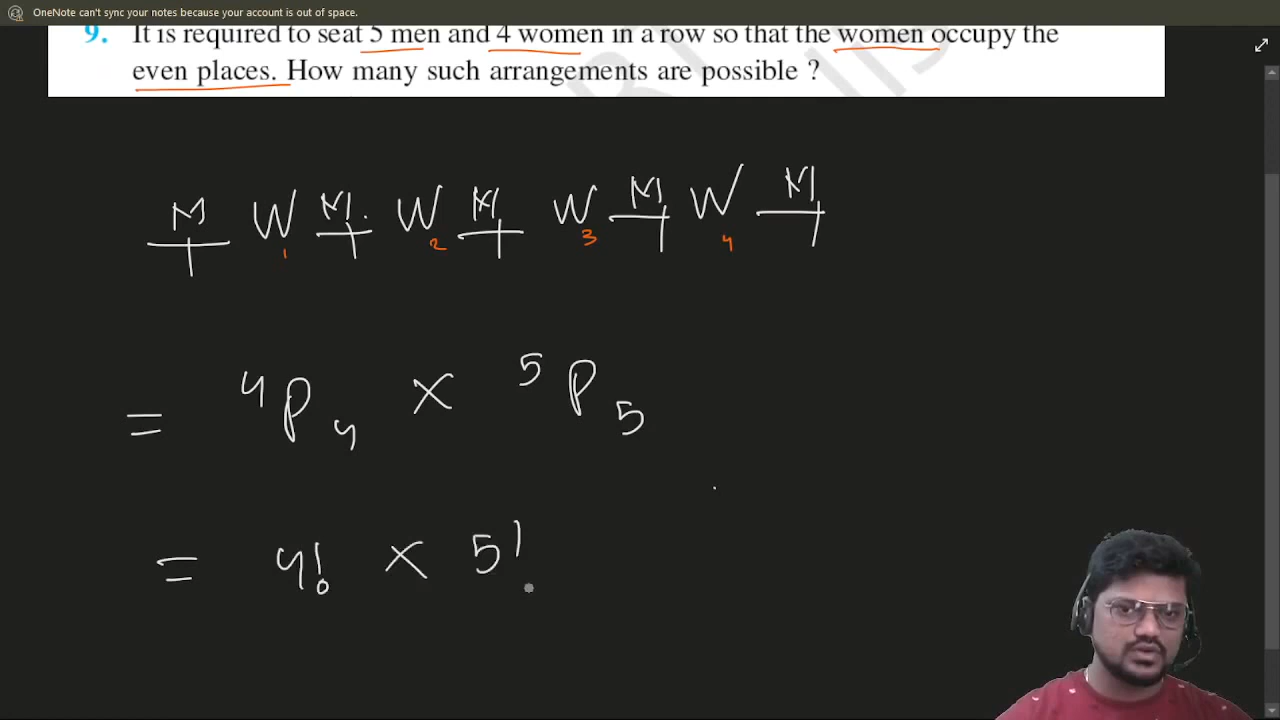 OneNote can't sync your notes because your account is out of space.
9. It is required to seat 5 men and 4 women in a row so that the women occupy the
even places. How many such arrangements are possible ?
M W M W M W M W M
1 2 3 4
= ⁴P₄ × ⁵P₅
= 4! × 5!